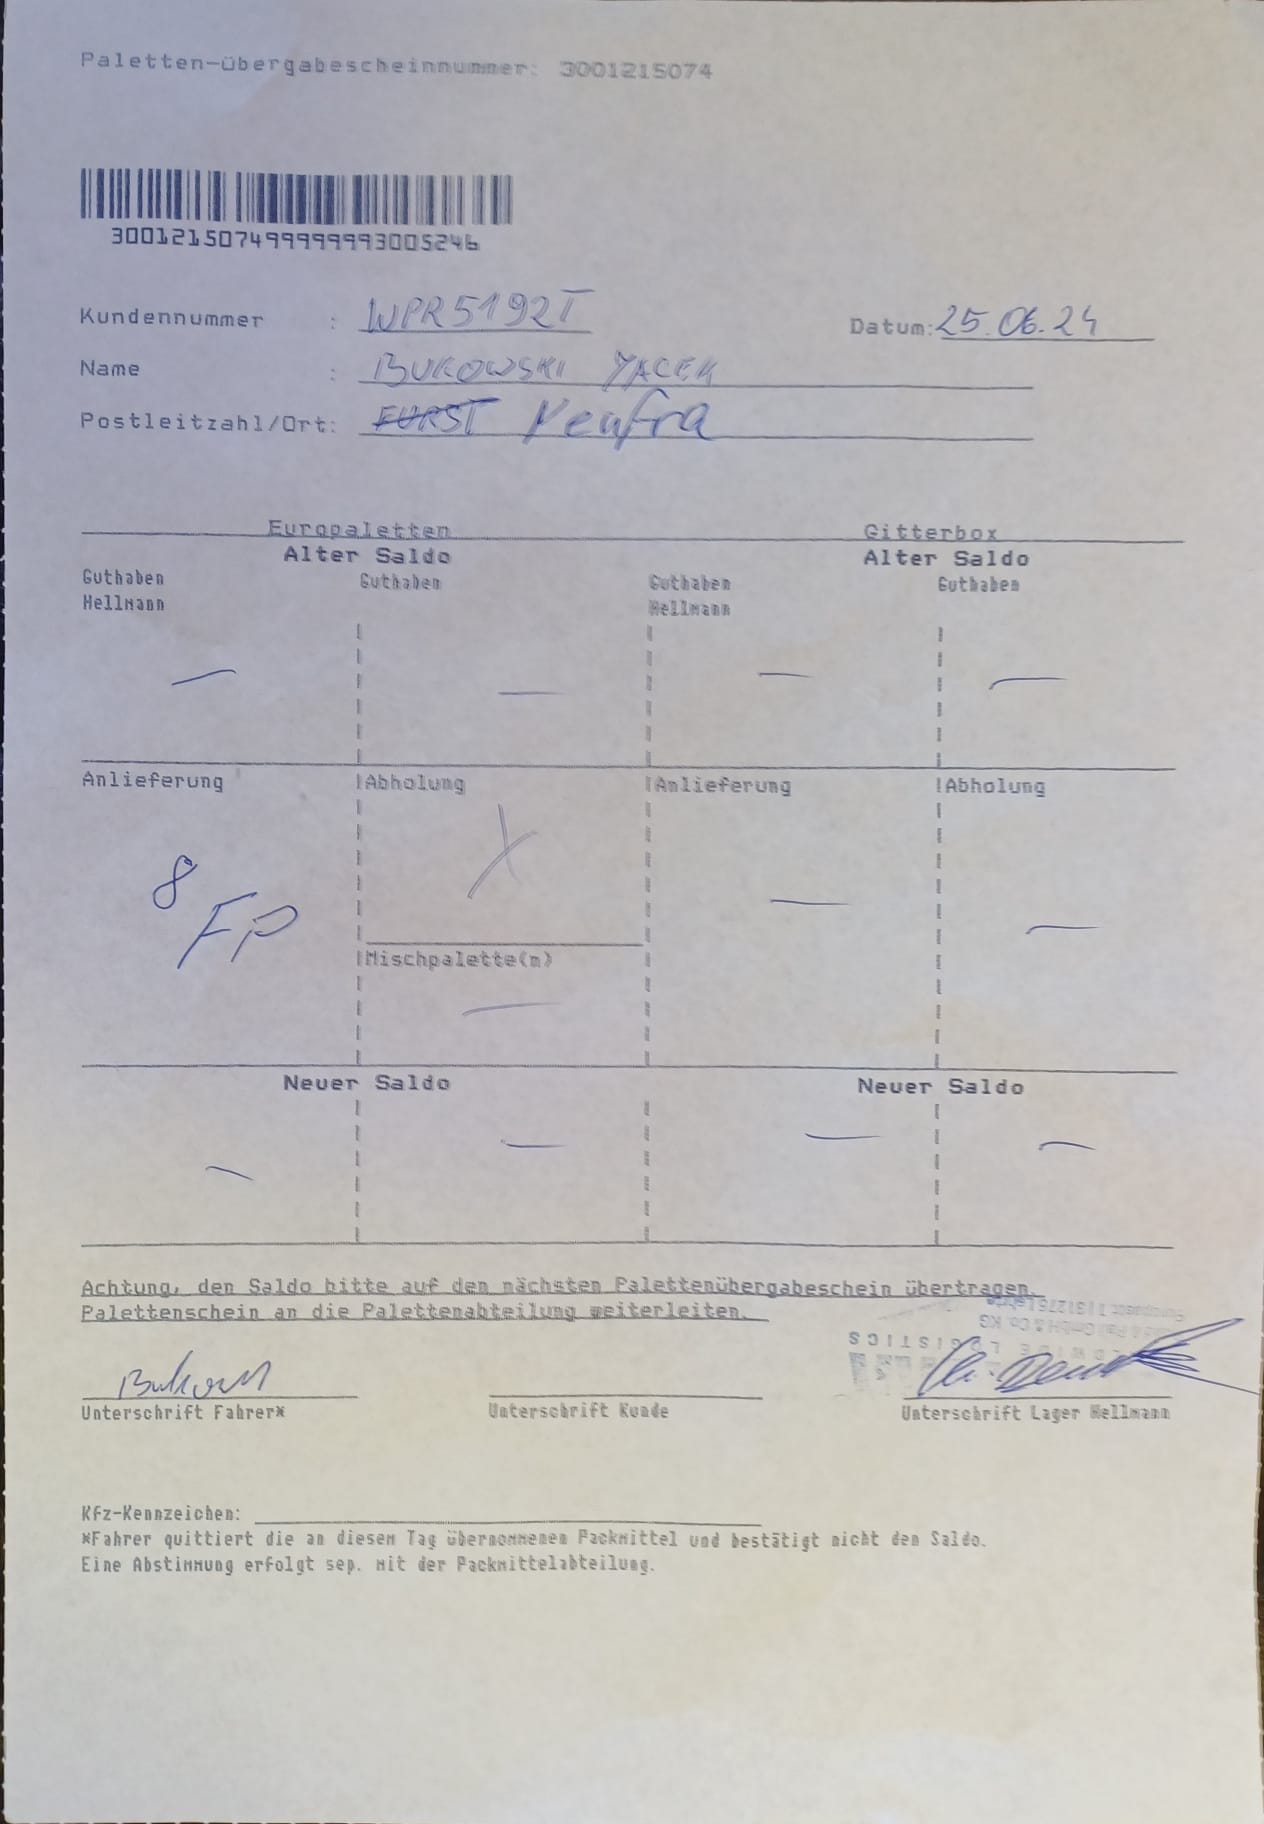 Paletten-übergabescheinnummer: 3001215074
3001215074999999993005246
Kundennummer : WPR5192T Datum: 25.06.24
Name : BUKOWSKI JACEK
Postleitzahl/Ort: FURST Neufra
Europaletten Gitterbox
Alter Saldo Alter Saldo
Guthaben Hellmann Guthaben Guthaben Hellmann Guthaben
— — — —
Anlieferung Abholung Anlieferung Abholung
8 FP X — —
Mischpalette(n)
—
Neuer Saldo Neuer Saldo
— — — —
Achtung, den Saldo bitte auf den nächsten Palettenübergabeschein übertragen.
Palettenschein an die Palettenabteilung weiterleiten.
LOGISTICS
Unterschrift Fahrer* Unterschrift Kunde Unterschrift Lager Hellmann
Kfz-Kennzeichen:
*Fahrer quittiert die an diesem Tag übernommenen Packmittel und bestätigt nicht den Saldo.
Eine Abstimmung erfolgt sep. mit der Packmittelabteilung.